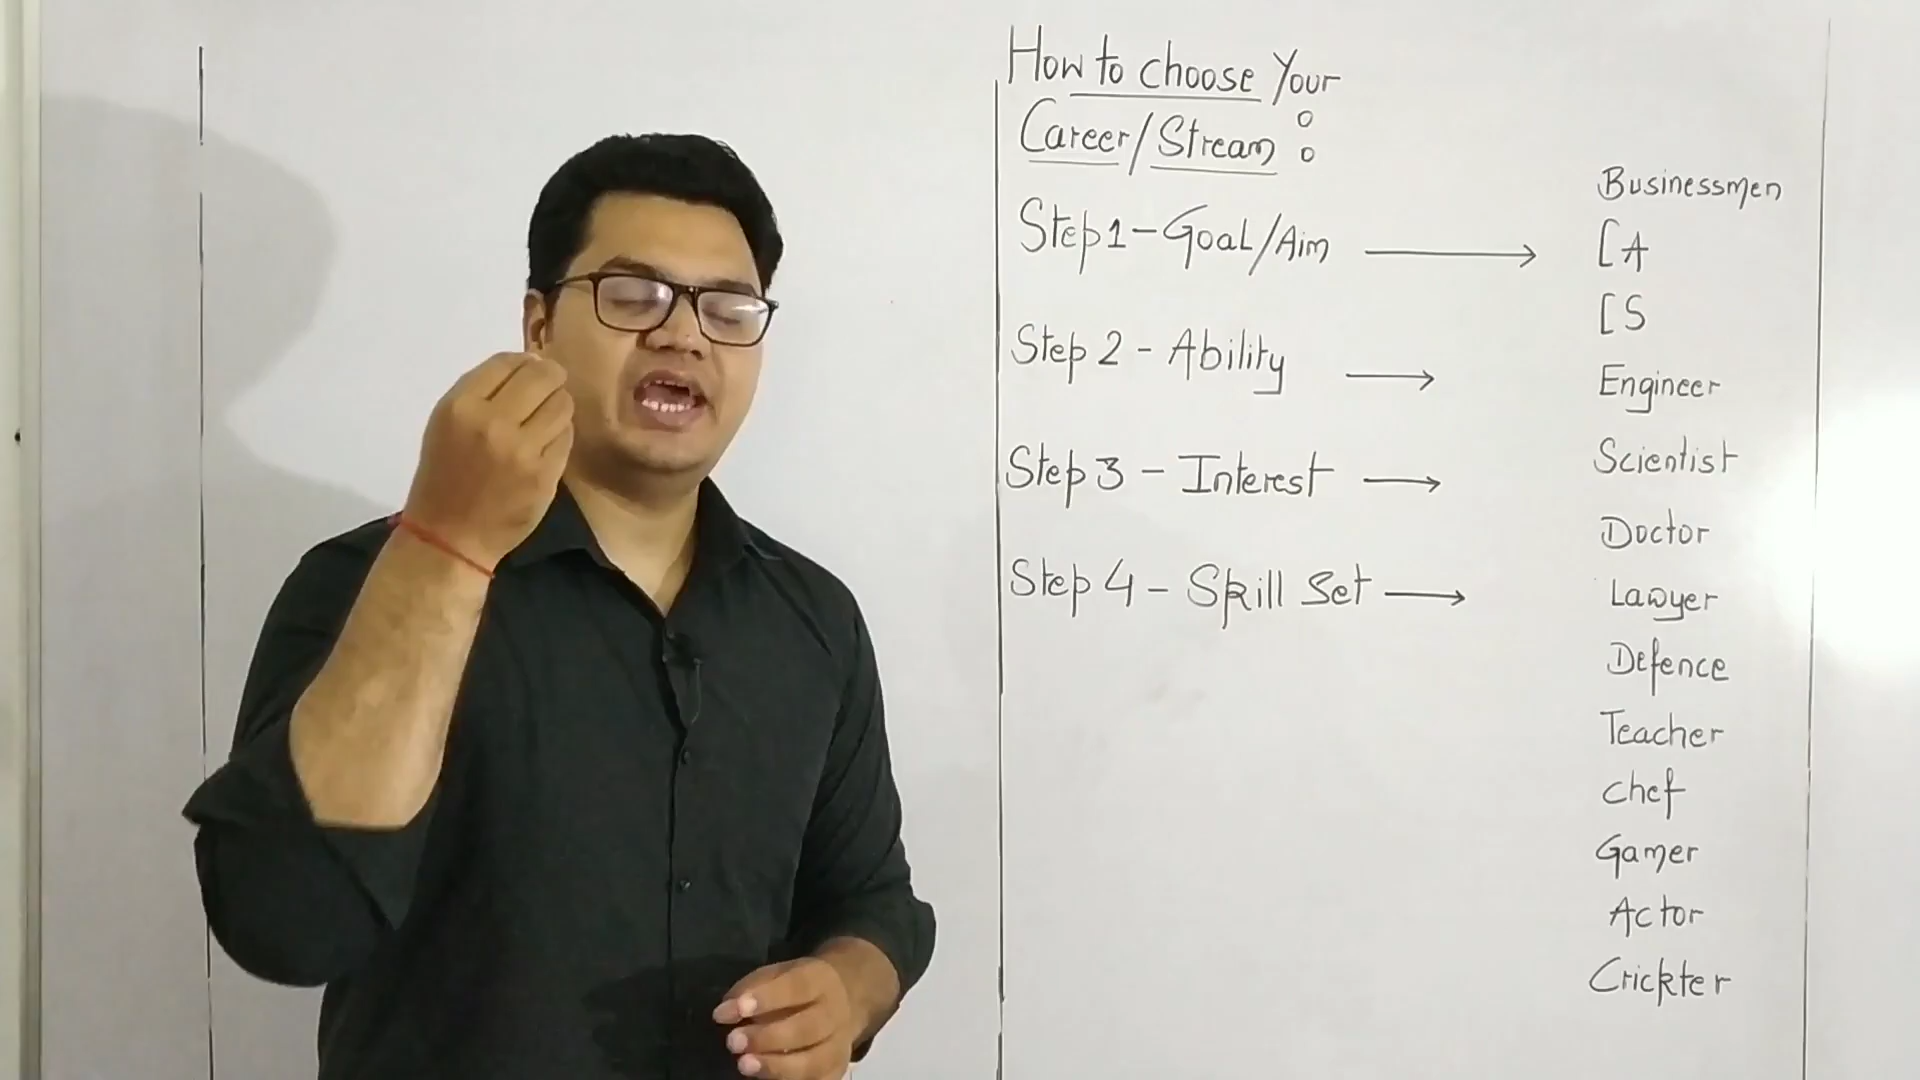 How to choose Your
Career/Stream :
Step 1 - Goal/Aim →
Step 2 - Ability →
Step 3 - Interest →
Step 4 - Skill Set →
Businessmen
CA
CS
Engineer
Scientist
Doctor
Lawyer
Defence
Teacher
Chef
Gamer
Actor
Crickter